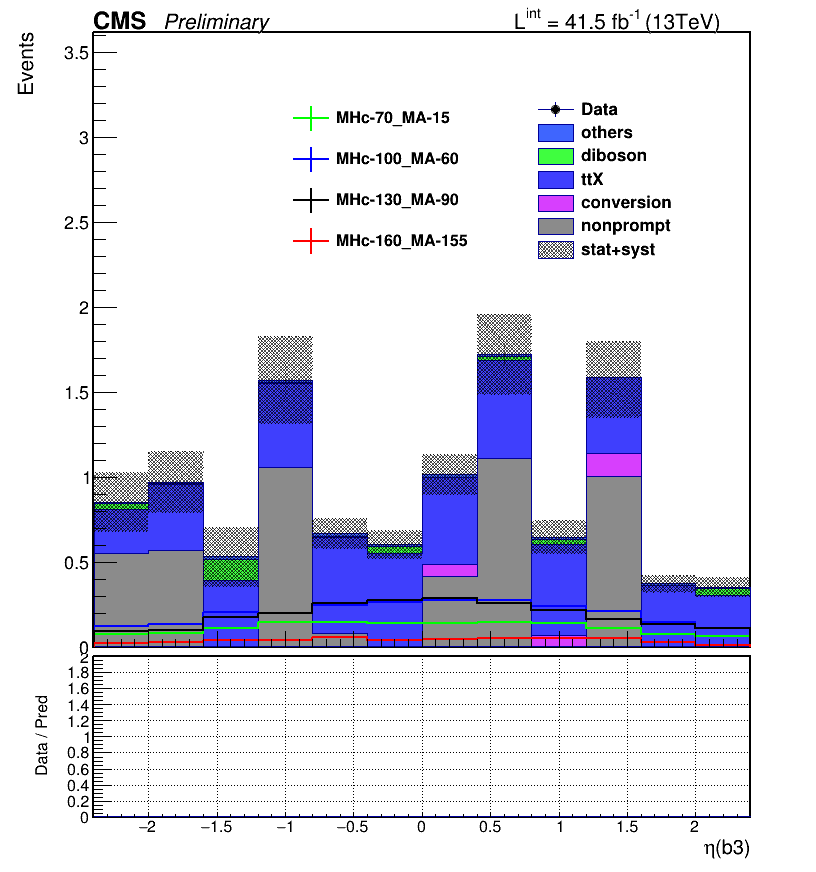 CMS Preliminary
L^int = 41.5 fb^-1 (13TeV)
Events
3.5
3
2.5
2
1.5
1
0.5
0
MHc-70_MA-15
MHc-100_MA-60
MHc-130_MA-90
MHc-160_MA-155
Data
others
diboson
ttX
conversion
nonprompt
stat+syst
Data / Pred
2
1.8
1.6
1.4
1.2
1
0.8
0.6
0.4
0.2
0
−2 −1.5 −1 −0.5 0 0.5 1 1.5 2
η(b3)